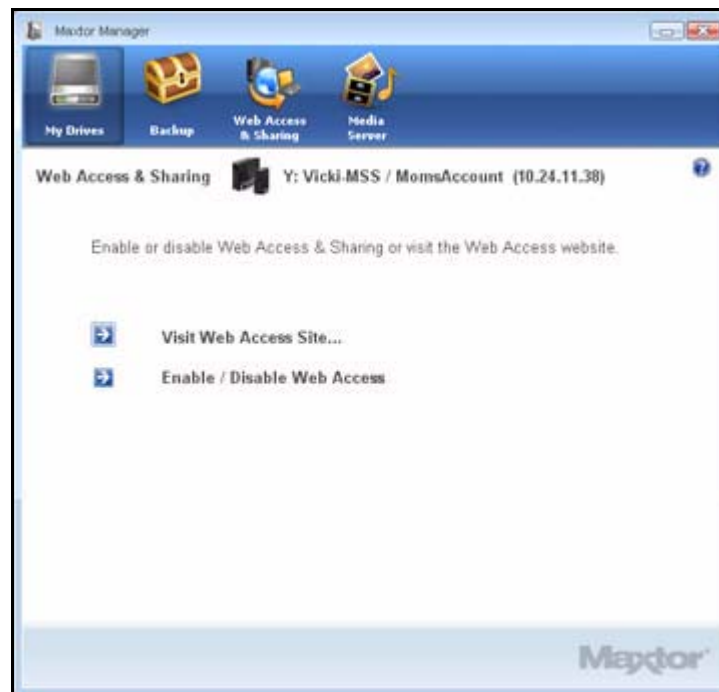 Maxtor Manager
My Drives
Backup
Web Access
& Sharing
Media
Server
Web Access & Sharing
Y: Vicki-MSS / MomsAccount (10.24.11.38)
?
Enable or disable Web Access & Sharing or visit the Web Access website.
Visit Web Access Site...
Enable / Disable Web Access
Maxtor